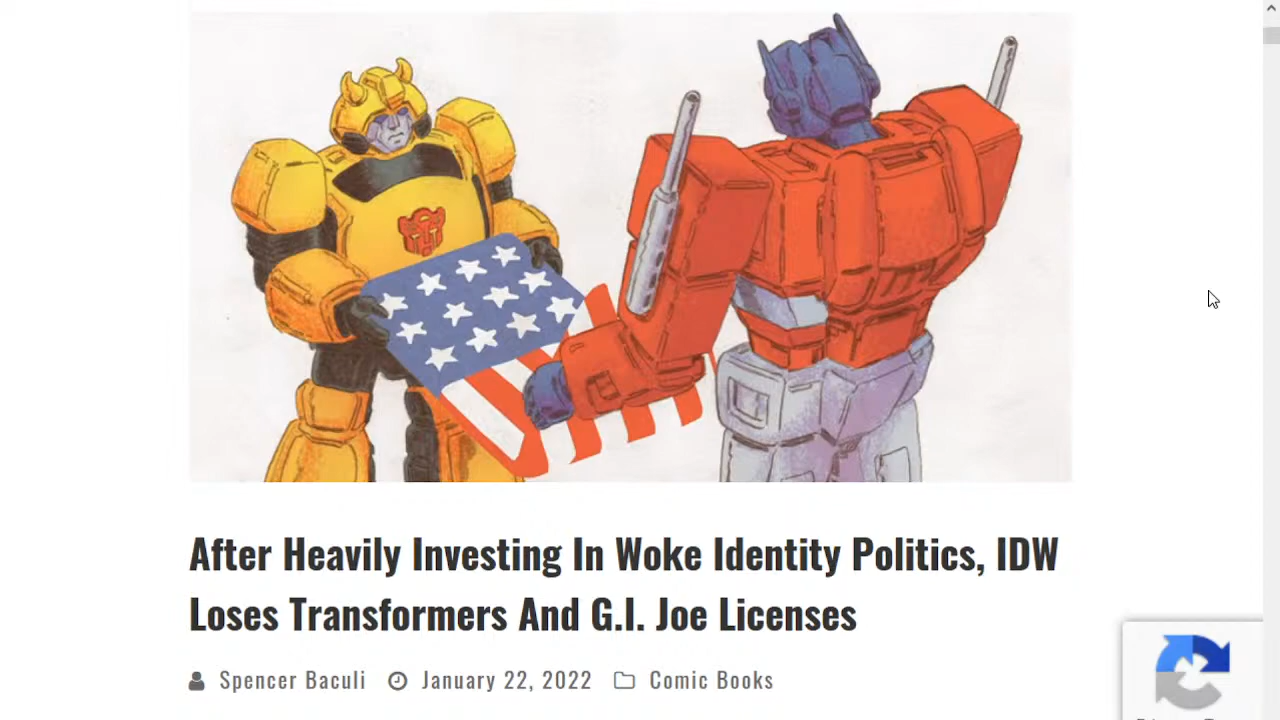 After Heavily Investing In Woke Identity Politics, IDW
Loses Transformers And G.I. Joe Licenses
Spencer Baculi January 22, 2022 Comic Books